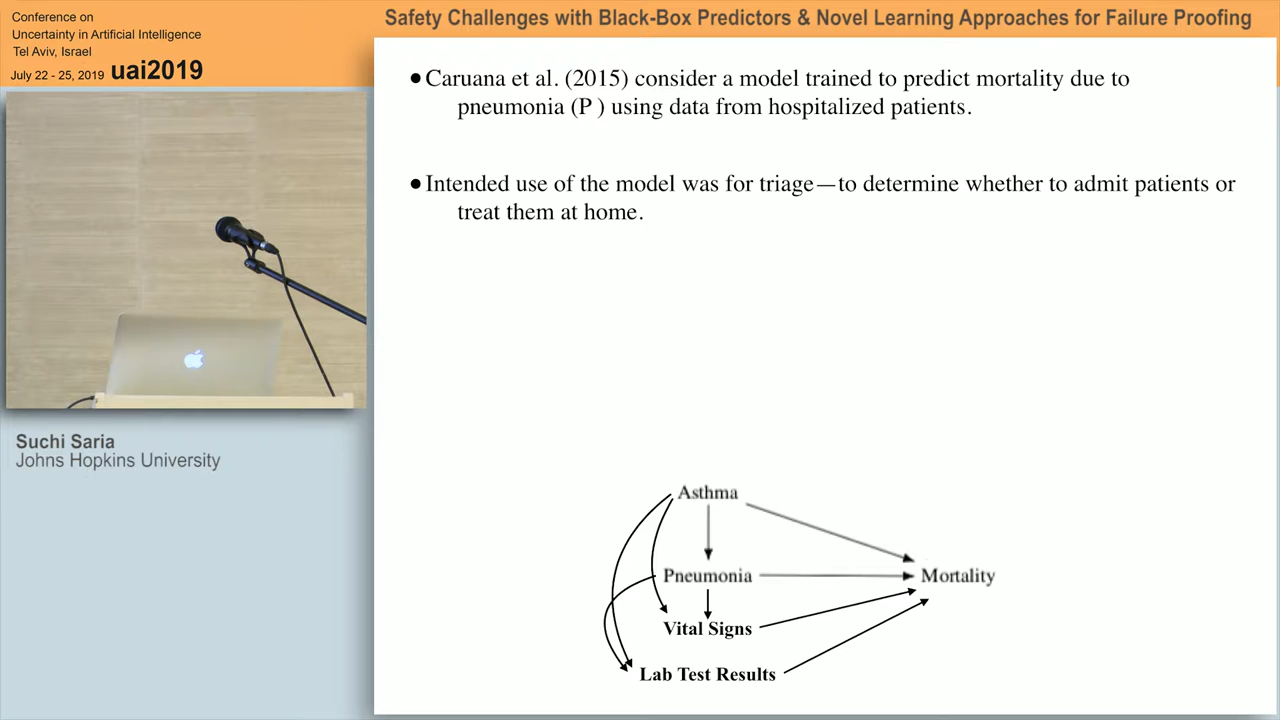 Conference on
Uncertainty in Artificial Intelligence
Tel Aviv, Israel
July 22 - 25, 2019 uai2019
Safety Challenges with Black-Box Predictors & Novel Learning Approaches for Failure Proofing
●Caruana et al. (2015) consider a model trained to predict mortality due to
pneumonia (P ) using data from hospitalized patients.
●Intended use of the model was for triage—to determine whether to admit patients or
treat them at home.
Suchi Saria
Johns Hopkins University
Asthma
Pneumonia
Mortality
Vital Signs
Lab Test Results